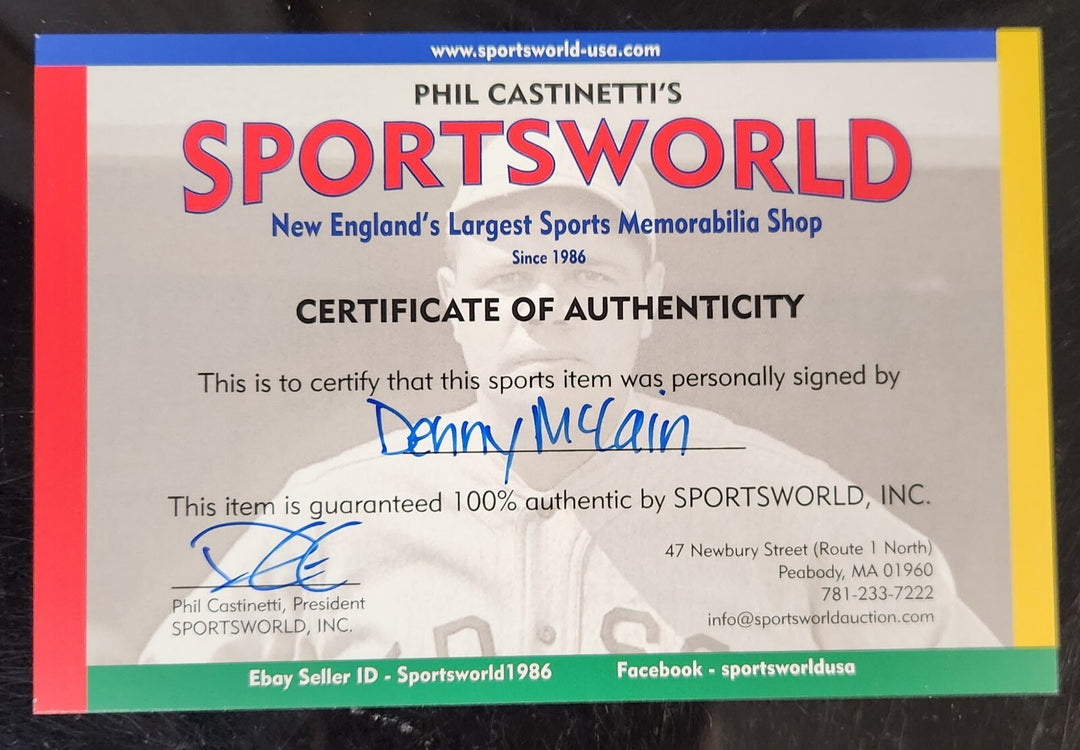 www.sportsworld-usa.com
PHIL CASTINETTI'S
SPORTSWORLD
New England's Largest Sports Memorabilia Shop
Since 1986
CERTIFICATE OF AUTHENTICITY
This is to certify that this sports item was personally signed by
Denny McLain
This item is guaranteed 100% authentic by SPORTSWORLD, INC.
Phil Castinetti, President
SPORTSWORLD, INC.
47 Newbury Street (Route 1 North)
Peabody, MA 01960
781-233-7222
info@sportsworldauction.com
Ebay Seller ID - Sportsworld1986
Facebook - sportsworldusa